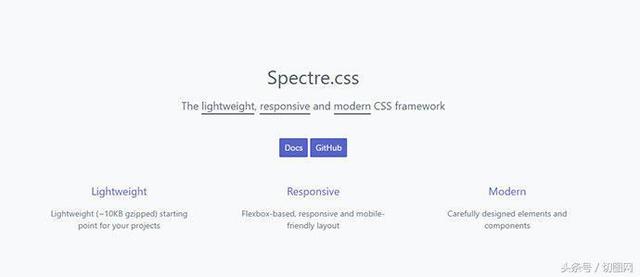 Spectre.css
The lightweight, responsive and modern CSS framework
Docs GitHub
Lightweight Responsive Modern
Lightweight (~10KB gzipped) starting
point for your projects
Flexbox-based, responsive and mobile-
friendly layout
Carefully designed elements and
components
头条号 / 切图网